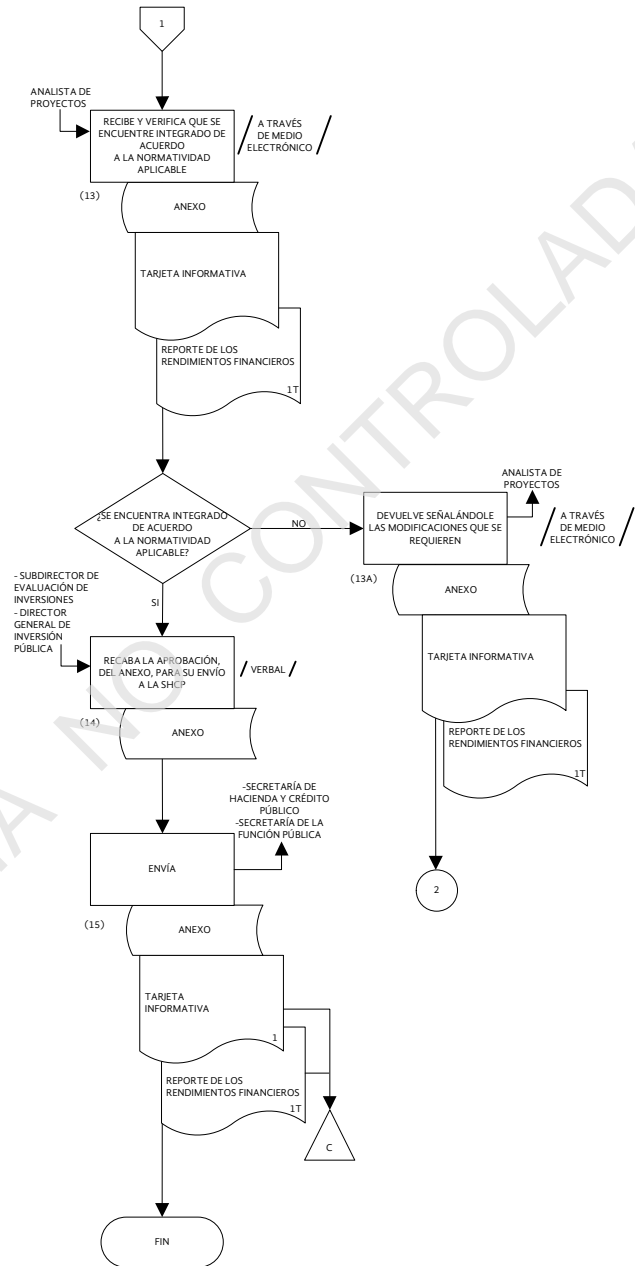 1
ANALISTA DE
PROYECTOS
RECIBE Y VERIFICA QUE SE
ENCUENTRE INTEGRADO DE
ACUERDO
A LA NORMATIVIDAD
APLICABLE
A TRAVÉS
DE MEDIO
ELECTRÓNICO
(13)
ANEXO
TARJETA INFORMATIVA
REPORTE DE LOS
RENDIMIENTOS FINANCIEROS
1T
¿SE ENCUENTRA INTEGRADO
DE ACUERDO
A LA NORMATIVIDAD
APLICABLE?
NO
DEVUELVE SEÑALÁNDOLE
LAS MODIFICACIONES QUE SE
REQUIEREN
ANALISTA DE
PROYECTOS
A TRAVÉS
DE MEDIO
ELECTRÓNICO
(13A)
ANEXO
TARJETA INFORMATIVA
REPORTE DE LOS
RENDIMIENTOS FINANCIEROS
1T
2
SI
- SUBDIRECTOR DE
EVALUACIÓN DE
INVERSIONES
- DIRECTOR
GENERAL DE
INVERSIÓN
PÚBLICA
RECABA LA APROBACIÓN,
DEL ANEXO, PARA SU ENVÍO
A LA SHCP
VERBAL
(14)
ANEXO
-SECRETARÍA DE
HACIENDA Y CRÉDITO
PÚBLICO
-SECRETARÍA DE LA
FUNCIÓN PÚBLICA
ENVÍA
(15)
ANEXO
TARJETA
INFORMATIVA
1
REPORTE DE LOS
RENDIMIENTOS FINANCIEROS
1T
C
FIN
NO CONTROLAD